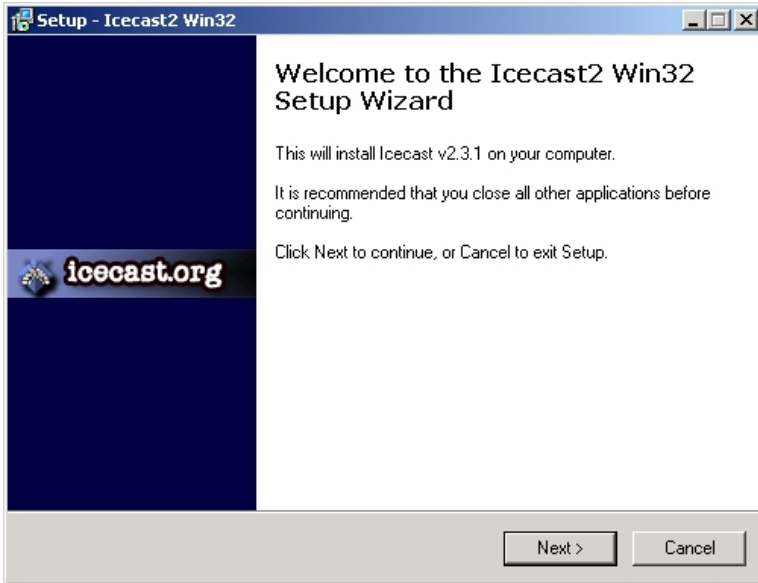 Setup - Icecast2 Win32
Welcome to the Icecast2 Win32
Setup Wizard
This will install Icecast v2.3.1 on your computer.
It is recommended that you close all other applications before
continuing.
Click Next to continue, or Cancel to exit Setup.
icecast.org
Next >
Cancel